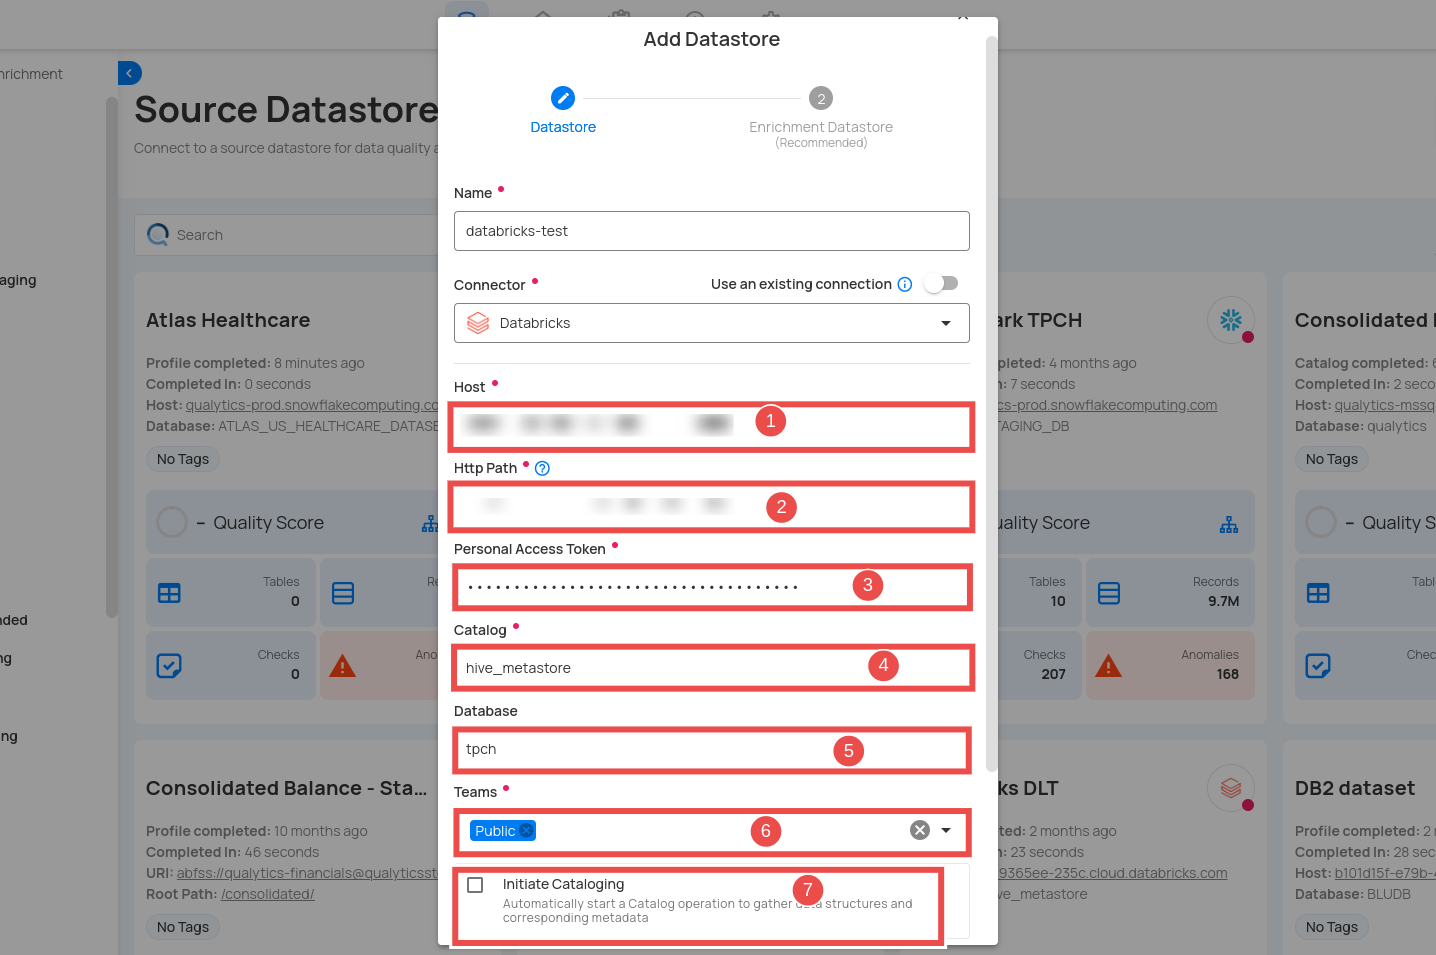 Add Datastore
2
Datastore
Enrichment Datastore
(Recommended)
Name
databricks-test
Connector
Use an existing connection
Databricks
Host
1
Http Path
2
Personal Access Token
3
Catalog
hive_metastore
4
Database
tpch
5
Teams
Public
6
Initiate Cataloging
7
Automatically start a Catalog operation to gather data structures and
corresponding metadata
nrichment
aging
nded
ng
ng
Source Datastore
Connect to a source datastore for data quality a
Search
Atlas Healthcare
Profile completed: 8 minutes ago
Completed In: 0 seconds
Host: qualytics-prod.snowflakecomputing.co
Database: ATLAS_US_HEALTHCARE_DATASE
No Tags
– Quality Score
Tables
0
Re
Checks
0
Ano
Consolidated Balance - Sta...
Profile completed: 10 months ago
Completed In: 46 seconds
URI: abfss://qualytics-financials@qualyticsst
Root Path: /consolidated/
No Tags
ark TPCH
pleted: 4 months ago
n: 7 seconds
cs-prod.snowflakecomputing.com
TAGING_DB
uality Score
Tables
10
Records
9.7M
Checks
207
Anomalies
168
ks DLT
ted: 2 months ago
n: 23 seconds
9365ee-235c.cloud.databricks.com
ve_metastore
Consolidated
Catalog completed: 6
Completed In: 2 seco
Host: qualytics-mssq
Database: qualytics
No Tags
– Quality S
Tabl
Chec
DB2 dataset
Profile completed: 2
Completed In: 28 sec
Host: b101d15f-e79b-4
Database: BLUDB
No Tags